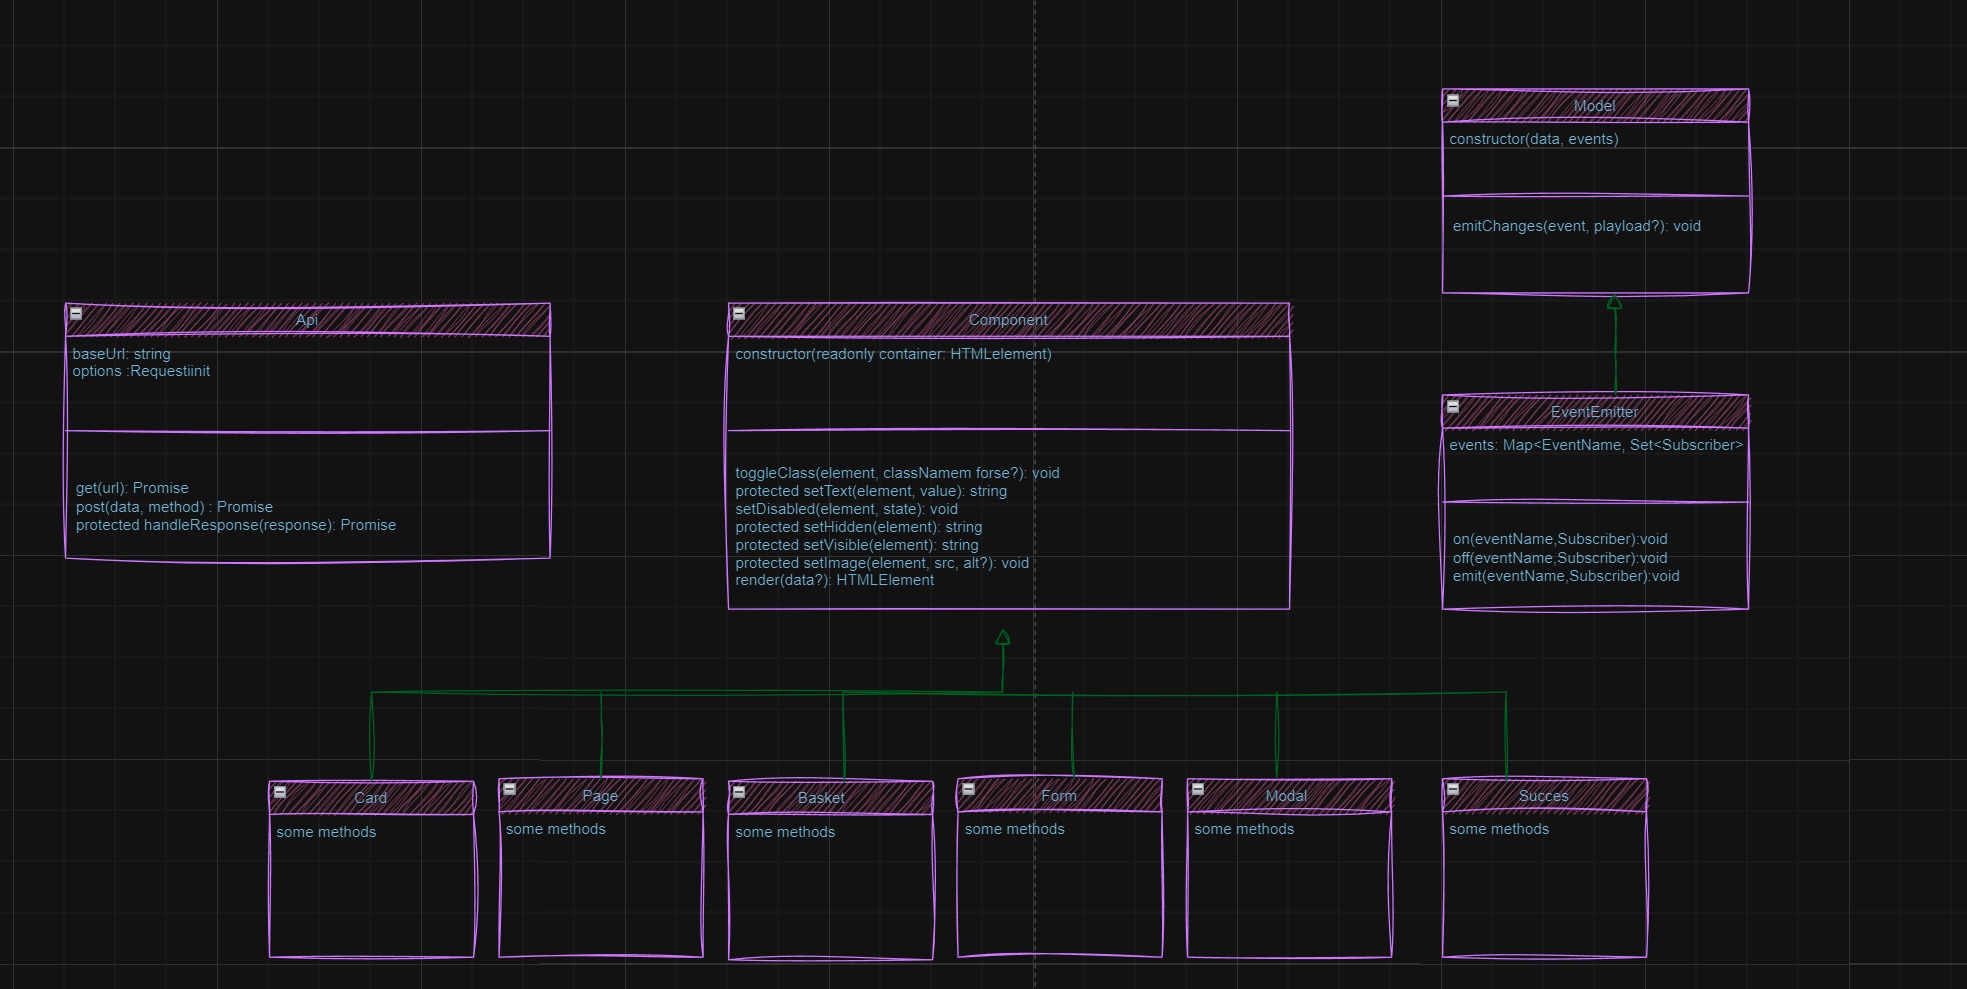 Model
constructor(data, events)
emitChanges(event, playload?): void
Api
baseUrl: string
options :Requestiinit
get(url): Promise
post(data, method) : Promise
protected handleResponse(response): Promise
Component
constructor(readonly container: HTMLelement)
toggleClass(element, classNamem forse?): void
protected setText(element, value): string
setDisabled(element, state): void
protected setHidden(element): string
protected setVisible(element): string
protected setImage(element, src, alt?): void
render(data?): HTMLElement
EventEmitter
events: Map<EventName, Set<Subscriber>
on(eventName,Subscriber):void
off(eventName,Subscriber):void
emit(eventName,Subscriber):void
Card
some methods
Page
some methods
Basket
some methods
Form
some methods
Modal
some methods
Succes
some methods